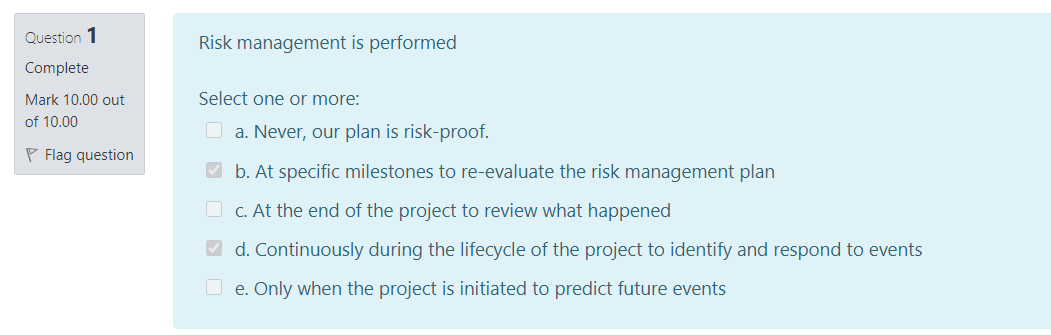 Question 1
Complete
Mark 10.00 out
of 10.00
Flag question
Risk management is performed
Select one or more:
a. Never, our plan is risk-proof.
b. At specific milestones to re-evaluate the risk management plan
c. At the end of the project to review what happened
d. Continuously during the lifecycle of the project to identify and respond to events
e. Only when the project is initiated to predict future events